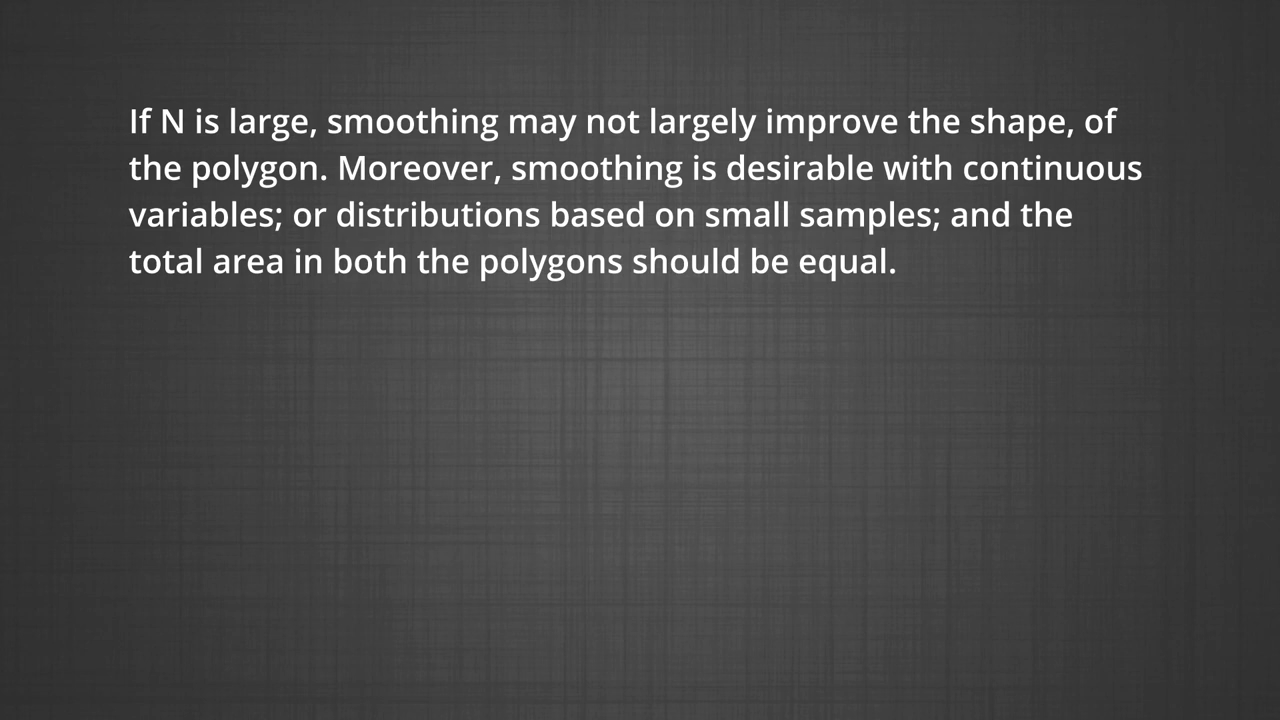 If N is large, smoothing may not largely improve the shape, of
the polygon. Moreover, smoothing is desirable with continuous
variables; or distributions based on small samples; and the
total area in both the polygons should be equal.